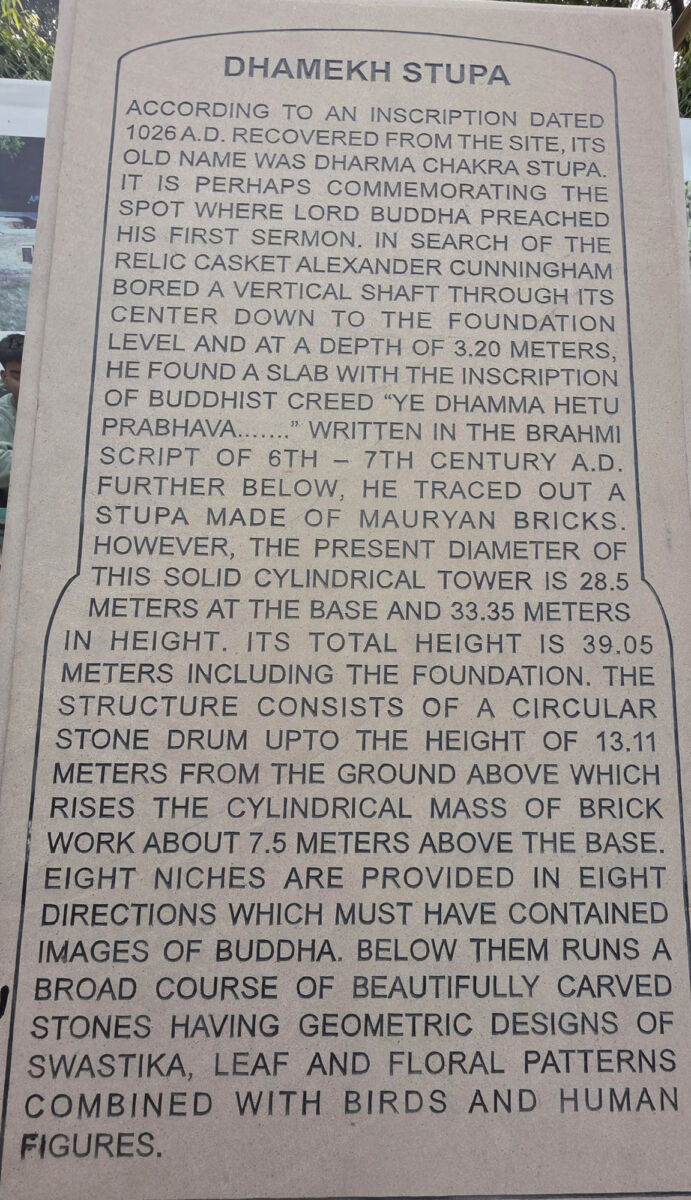 DHAMEKH STUPA
ACCORDING TO AN INSCRIPTION DATED
1026 A.D. RECOVERED FROM THE SITE, ITS
OLD NAME WAS DHARMA CHAKRA STUPA.
IT IS PERHAPS COMMEMORATING THE
SPOT WHERE LORD BUDDHA PREACHED
HIS FIRST SERMON. IN SEARCH OF THE
RELIC CASKET ALEXANDER CUNNINGHAM
BORED A VERTICAL SHAFT THROUGH ITS
CENTER DOWN TO THE FOUNDATION
LEVEL AND AT A DEPTH OF 3.20 METERS,
HE FOUND A SLAB WITH THE INSCRIPTION
OF BUDDHIST CREED “YE DHAMMA HETU
PRABHAVA.......” WRITTEN IN THE BRAHMI
SCRIPT OF 6TH – 7TH CENTURY A.D.
FURTHER BELOW, HE TRACED OUT A
STUPA MADE OF MAURYAN BRICKS.
HOWEVER, THE PRESENT DIAMETER OF
THIS SOLID CYLINDRICAL TOWER IS 28.5
METERS AT THE BASE AND 33.35 METERS
IN HEIGHT. ITS TOTAL HEIGHT IS 39.05
METERS INCLUDING THE FOUNDATION. THE
STRUCTURE CONSISTS OF A CIRCULAR
STONE DRUM UPTO THE HEIGHT OF 13.11
METERS FROM THE GROUND ABOVE WHICH
RISES THE CYLINDRICAL MASS OF BRICK
WORK ABOUT 7.5 METERS ABOVE THE BASE.
EIGHT NICHES ARE PROVIDED IN EIGHT
DIRECTIONS WHICH MUST HAVE CONTAINED
IMAGES OF BUDDHA. BELOW THEM RUNS A
BROAD COURSE OF BEAUTIFULLY CARVED
STONES HAVING GEOMETRIC DESIGNS OF
SWASTIKA, LEAF AND FLORAL PATTERNS
COMBINED WITH BIRDS AND HUMAN
FIGURES.